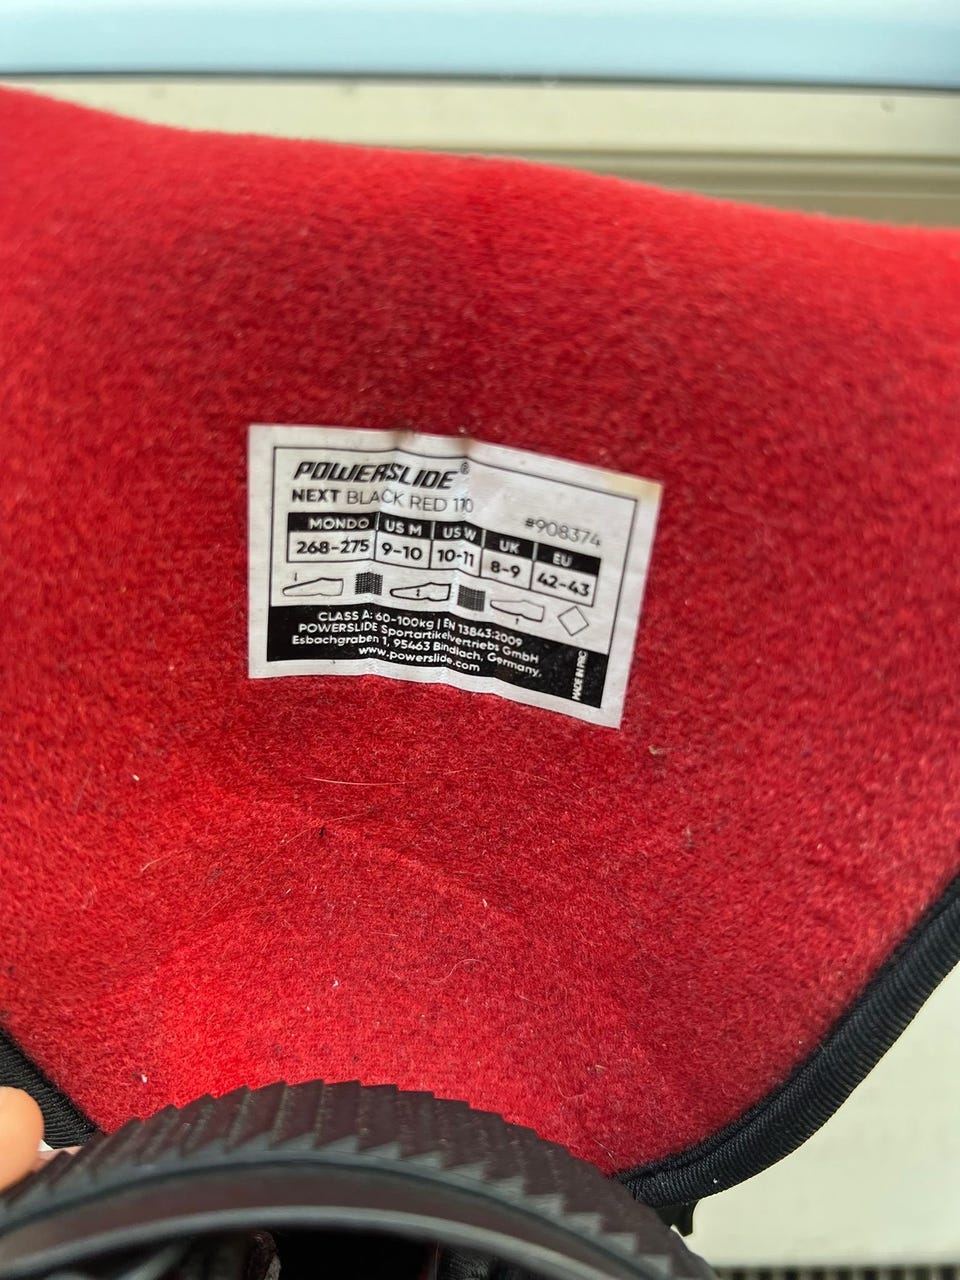 POWERSLIDE®
NEXT BLACK RED 110
#908374
MONDO US M US W UK EU
268-275 9-10 10-11 8-9 42-43
CLASS A: 60-100kg | EN 13843:2009
POWERSLIDE Sportartikelvertriebs GmbH
Esbachgraben 1, 95463 Bindlach, Germany,
www.powerslide.com
MADE IN PRC